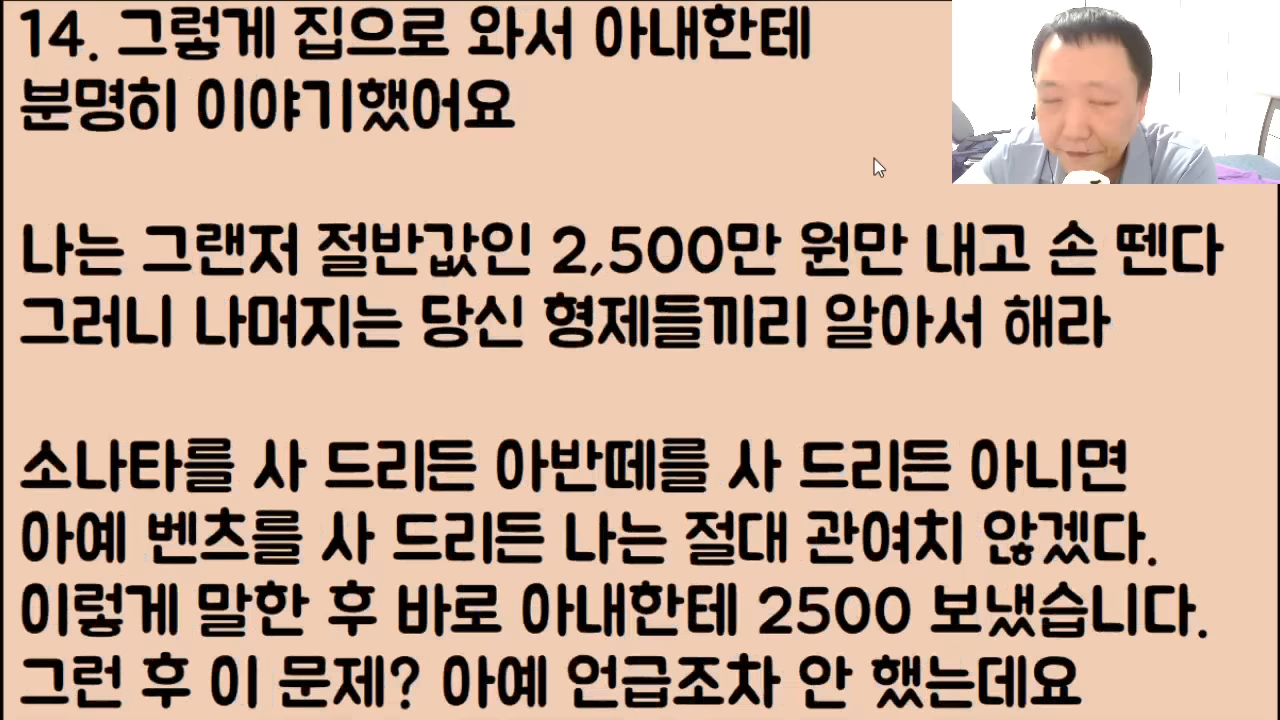 14. 그렇게 집으로 와서 아내한테
분명히 이야기했어요
나는 그랜저 절반값인 2,500만 원만 내고 손 뗀다
그러니 나머지는 당신 형제들끼리 알아서 해라
소나타를 사 드리든 아반떼를 사 드리든 아니면
아예 벤츠를 사 드리든 나는 절대 관여치 않겠다.
이렇게 말한 후 바로 아내한테 2500 보냈습니다.
그런 후 이 문제? 아예 언급조차 안 했는데요